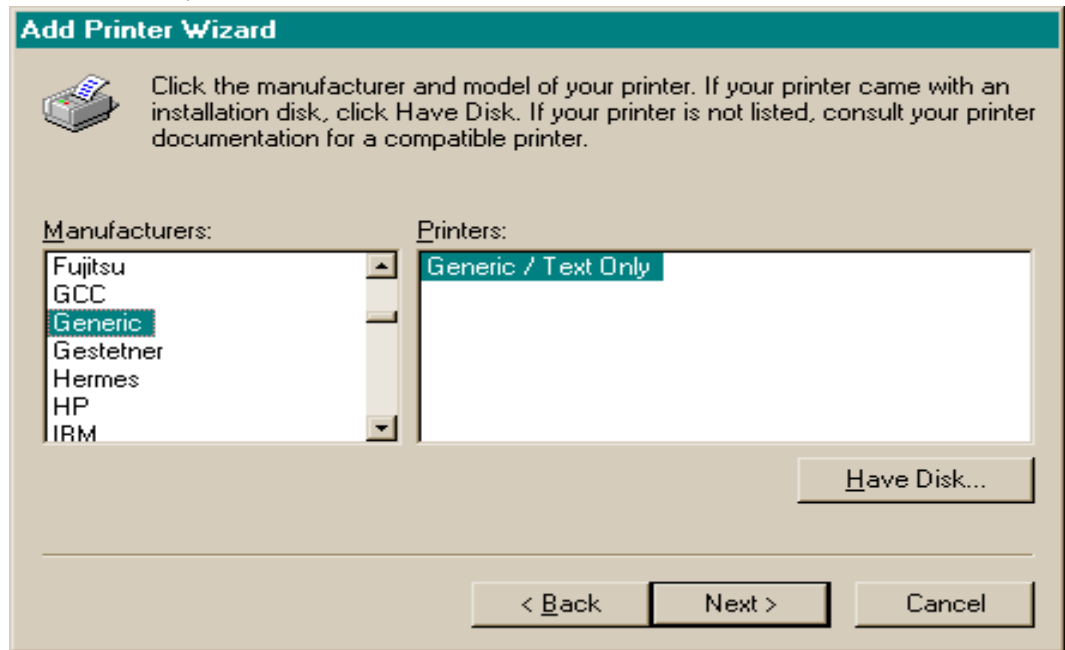 Add Printer Wizard
Click the manufacturer and model of your printer. If your printer came with an
installation disk, click Have Disk. If your printer is not listed, consult your printer
documentation for a compatible printer.
Manufacturers:
Printers:
Fujitsu
GCC
Generic
Gestetner
Hermes
HP
IBM
Generic / Text Only
Have Disk...
< Back
Next >
Cancel